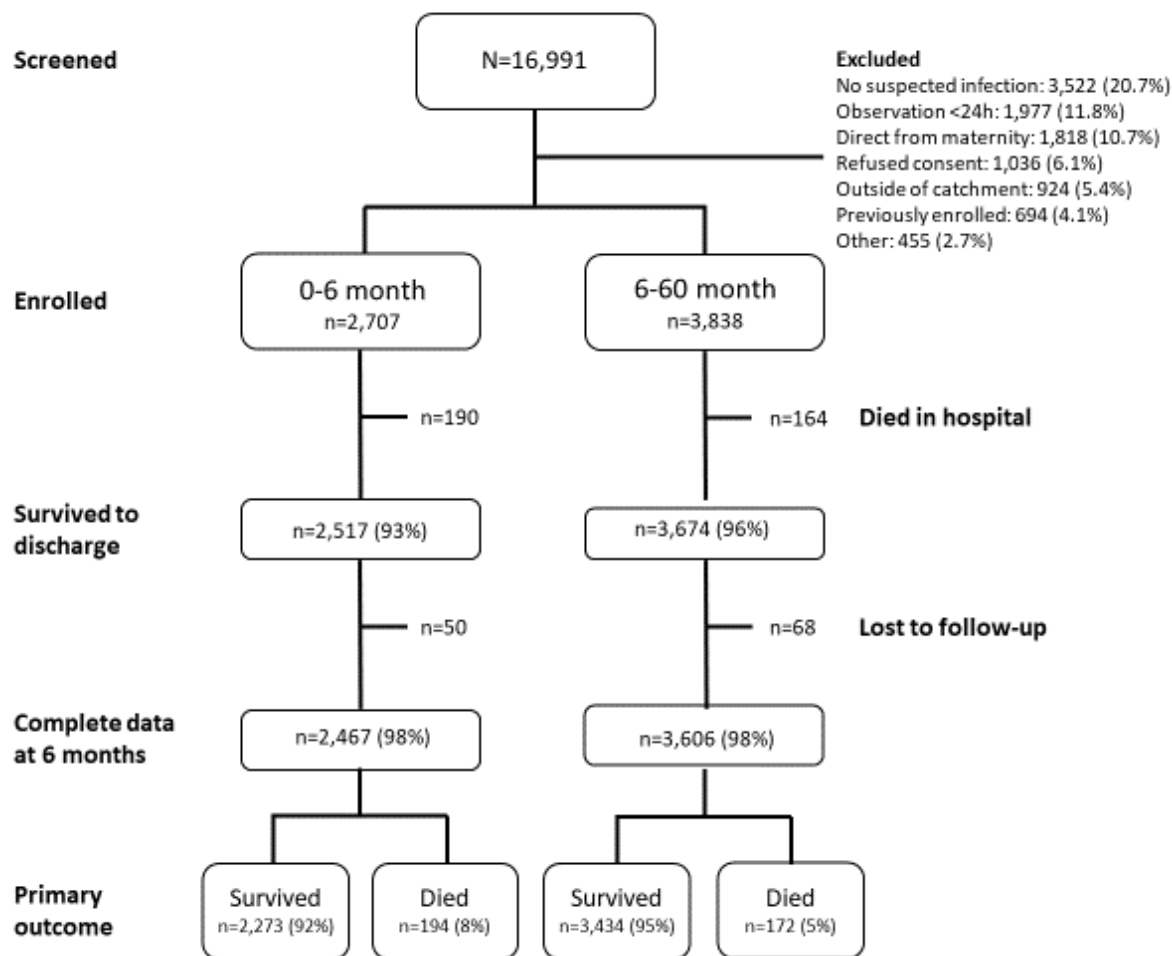 Screened
N=16,991
Excluded
No suspected infection: 3,522 (20.7%)
Observation <24h: 1,977 (11.8%)
Direct from maternity: 1,818 (10.7%)
Refused consent: 1,036 (6.1%)
Outside of catchment: 924 (5.4%)
Previously enrolled: 694 (4.1%)
Other: 455 (2.7%)
Enrolled
0-6 month
n=2,707
6-60 month
n=3,838
n=190
n=164
Died in hospital
Survived to
discharge
n=2,517 (93%)
n=3,674 (96%)
n=50
n=68
Lost to follow-up
Complete data
at 6 months
n=2,467 (98%)
n=3,606 (98%)
Primary
outcome
Survived
n=2,273 (92%)
Died
n=194 (8%)
Survived
n=3,434 (95%)
Died
n=172 (5%)